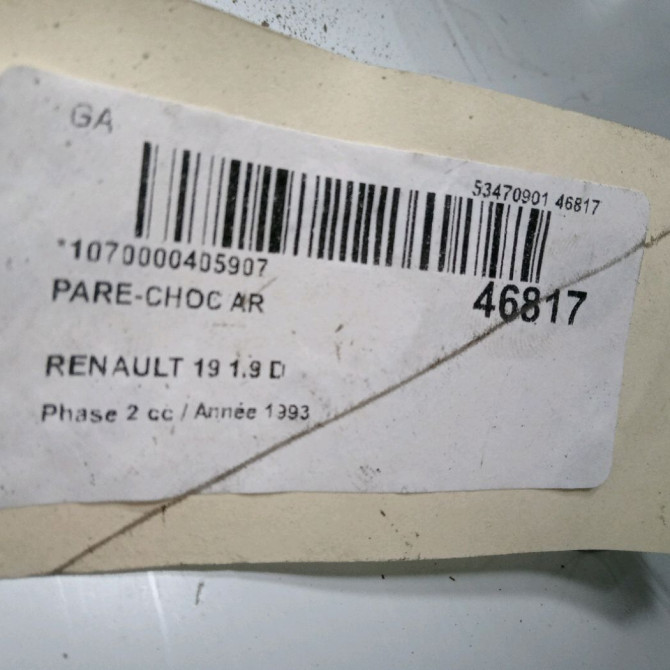 GA
53470901 46817
*1070000405907
46817
PARE-CHOC AR
RENAULT 19 1.9 D
Phase 2 cc / Année 1993